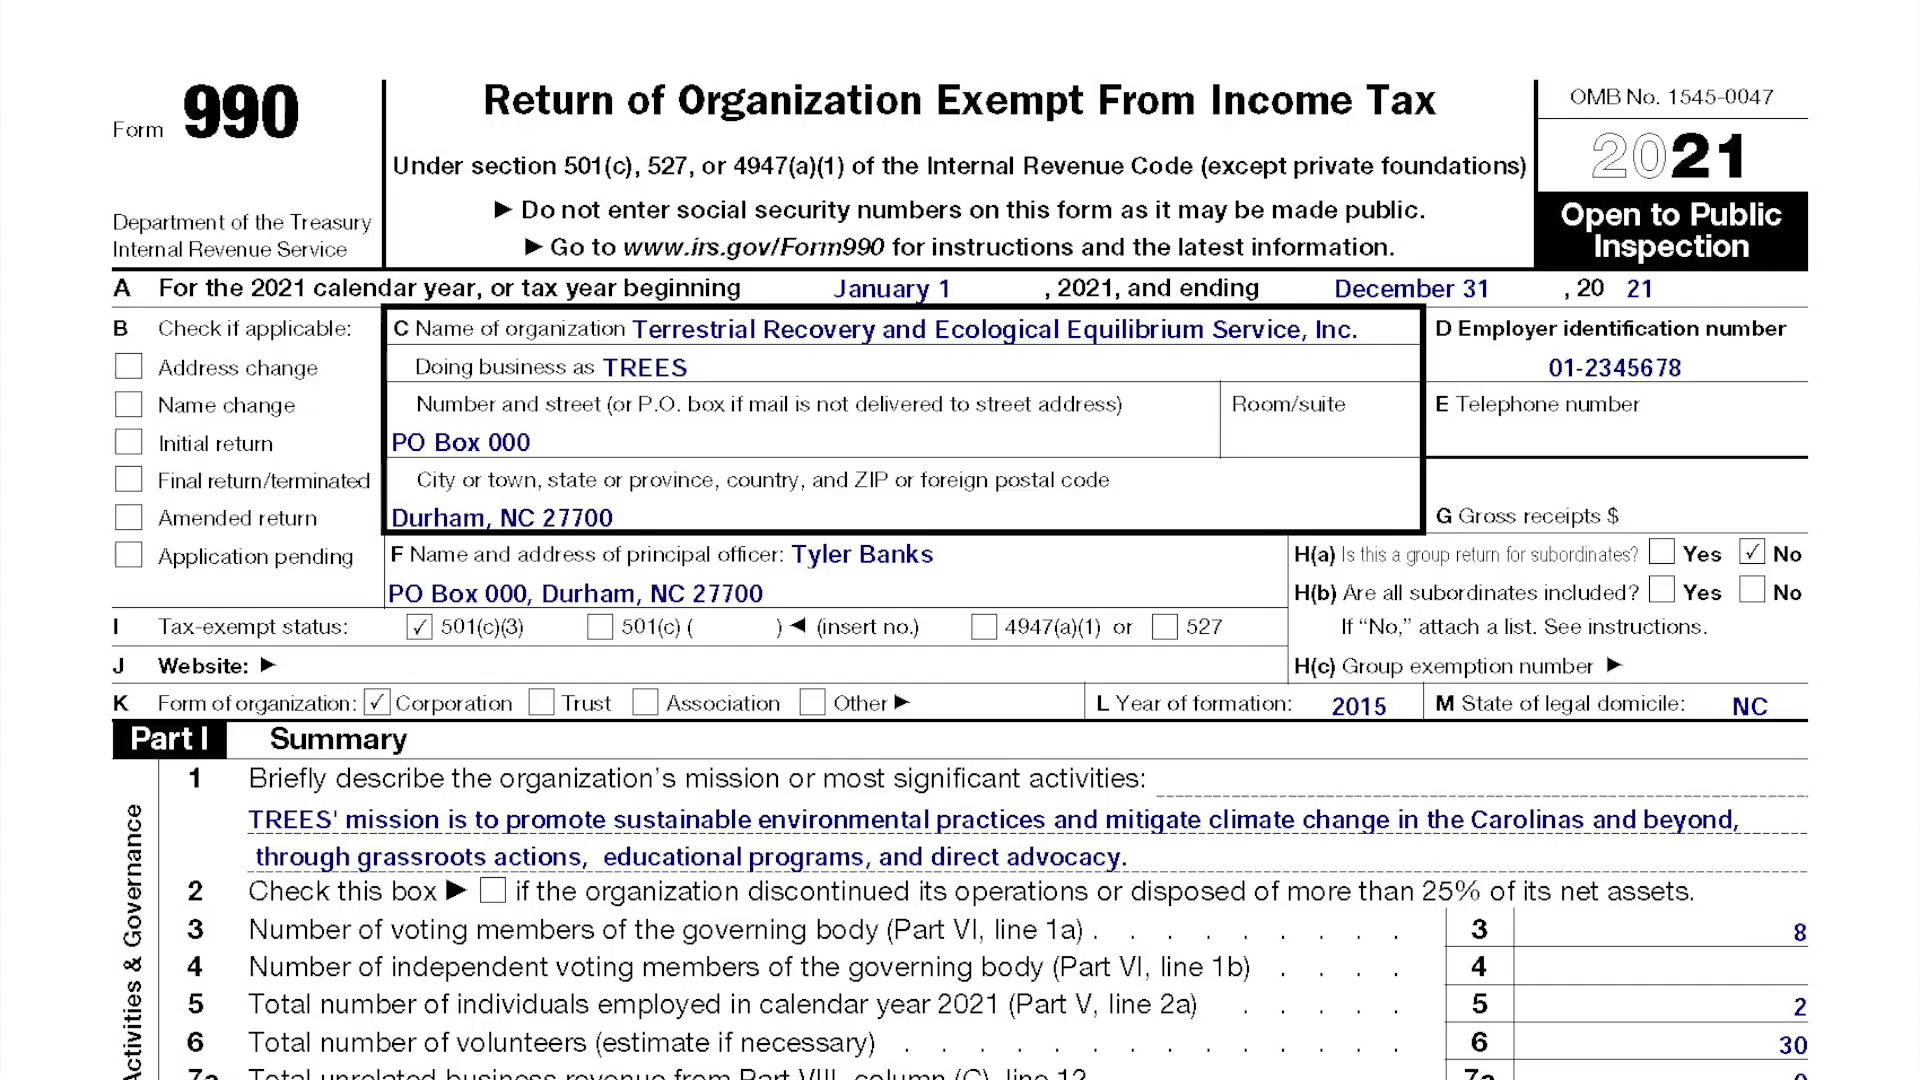 Form 990
Return of Organization Exempt From Income Tax
OMB No. 1545-0047
2021
Under section 501(c), 527, or 4947(a)(1) of the Internal Revenue Code (except private foundations)
▶ Do not enter social security numbers on this form as it may be made public.
▶ Go to www.irs.gov/Form990 for instructions and the latest information.
Department of the Treasury
Internal Revenue Service
Open to Public
Inspection
A For the 2021 calendar year, or tax year beginning January 1 , 2021, and ending December 31 , 20 21
B Check if applicable:
Address change
Name change
Initial return
Final return/terminated
Amended return
Application pending
C Name of organization Terrestrial Recovery and Ecological Equilibrium Service, Inc.
Doing business as TREES
Number and street (or P.O. box if mail is not delivered to street address) Room/suite
PO Box 000
City or town, state or province, country, and ZIP or foreign postal code
Durham, NC 27700
D Employer identification number
01-2345678
E Telephone number
G Gross receipts $
F Name and address of principal officer: Tyler Banks
PO Box 000, Durham, NC 27700
H(a) Is this a group return for subordinates? Yes ✓ No
H(b) Are all subordinates included? Yes No
If “No,” attach a list. See instructions.
H(c) Group exemption number ▶
I Tax-exempt status: ✓ 501(c)(3) 501(c) ( ) ◀ (insert no.) 4947(a)(1) or 527
J Website: ▶
K Form of organization: ✓ Corporation Trust Association Other ▶
L Year of formation: 2015
M State of legal domicile: NC
Part I Summary
Activities & Governance
1 Briefly describe the organization’s mission or most significant activities:
TREES' mission is to promote sustainable environmental practices and mitigate climate change in the Carolinas and beyond,
through grassroots actions, educational programs, and direct advocacy.
2 Check this box ▶ if the organization discontinued its operations or disposed of more than 25% of its net assets.
3 Number of voting members of the governing body (Part VI, line 1a) . . . . . . . . . 3 8
4 Number of independent voting members of the governing body (Part VI, line 1b) . . . . 4
5 Total number of individuals employed in calendar year 2021 (Part V, line 2a) . . . . . 5 2
6 Total number of volunteers (estimate if necessary) . . . . . . . . . . . . . . 6 30
7a Total unrelated business revenue from Part VIII, column (C), line 12 7a 0